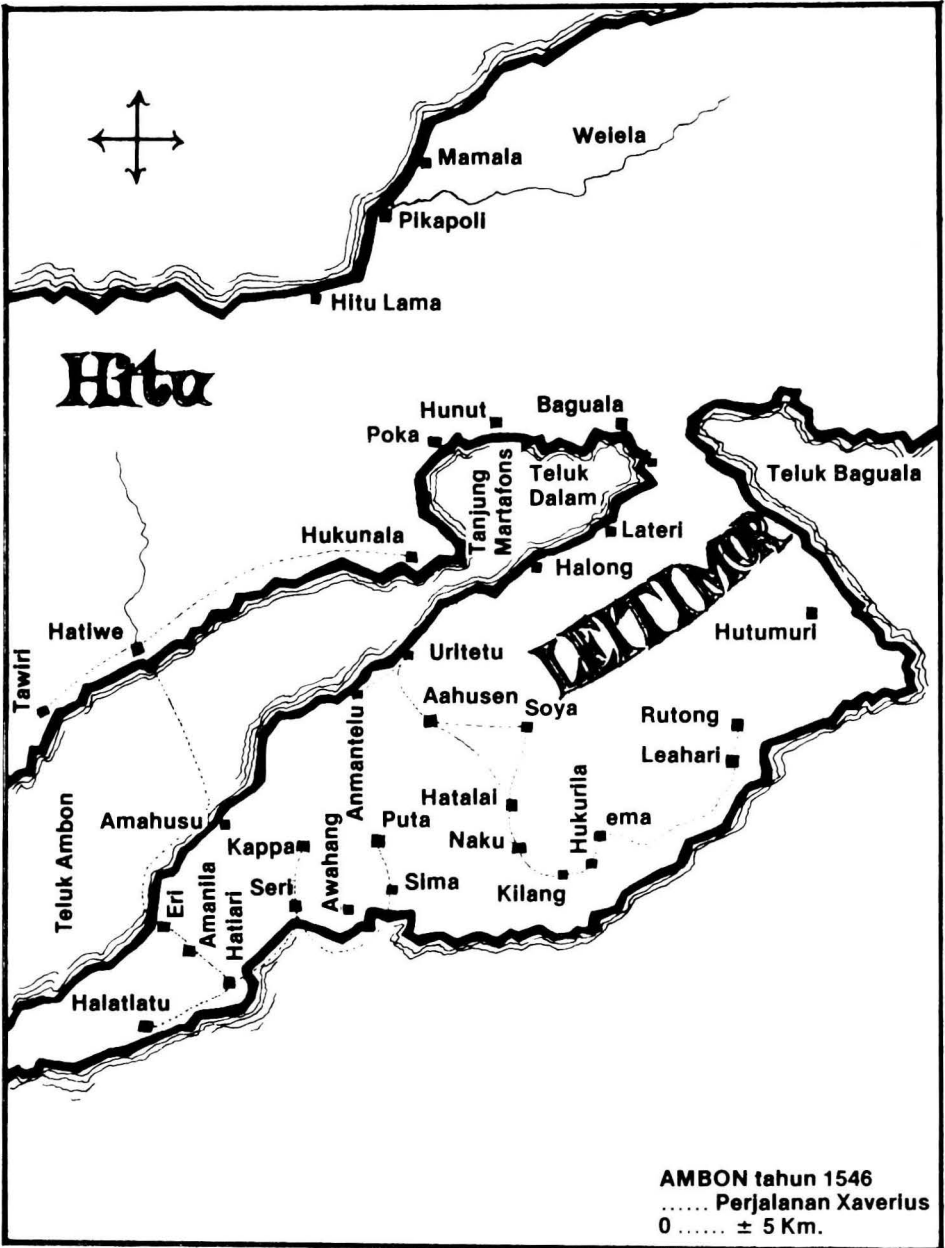 Mamala
Weiela
Pikapoli
Hitu Lama
Hitu
Hunut
Baguala
Poka
Tanjung
Martafons
Teluk
Dalam
Teluk Baguala
Hukunala
Lateri
Halong
LEITIMOR
Hatiwe
Tawiri
Uritetu
Hutumuri
Aahusen
Soya
Anmantelu
Rutong
Leahari
Hatalai
Hukurila
ema
Amahusu
Puta
Kappa
Naku
Teluk Ambon
Awahang
Seri
Sima
Kilang
Eri
Amanila
Hatiari
Halatlatu
AMBON tahun 1546
...... Perjalanan Xaverius
0 ...... ± 5 Km.